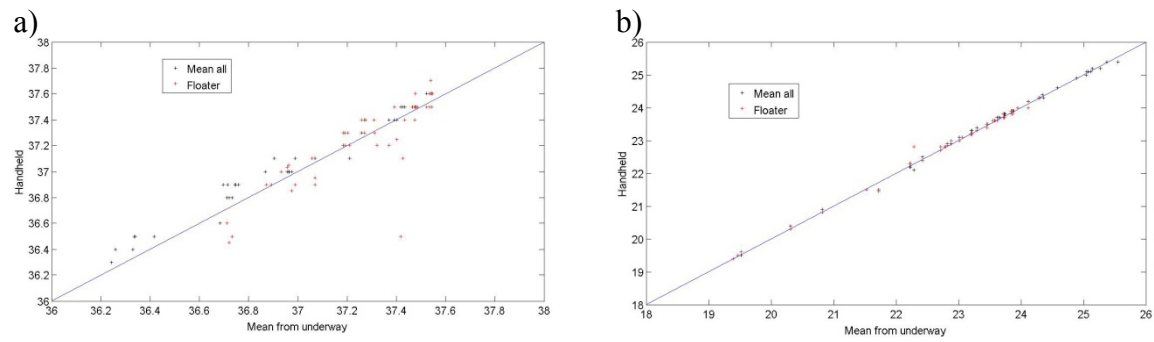 a)
38
37.8
37.6
37.4
37.2
37
36.8
36.6
36.4
36.2
36
Handheld
Mean all
Floater
36 36.2 36.4 36.6 36.8 37 37.2 37.4 37.6 37.8 38
Mean from underway
b)
26
25
24
23
22
21
20
19
18
Handheld
Mean all
Floater
18 19 20 21 22 23 24 25 26
Mean from underway